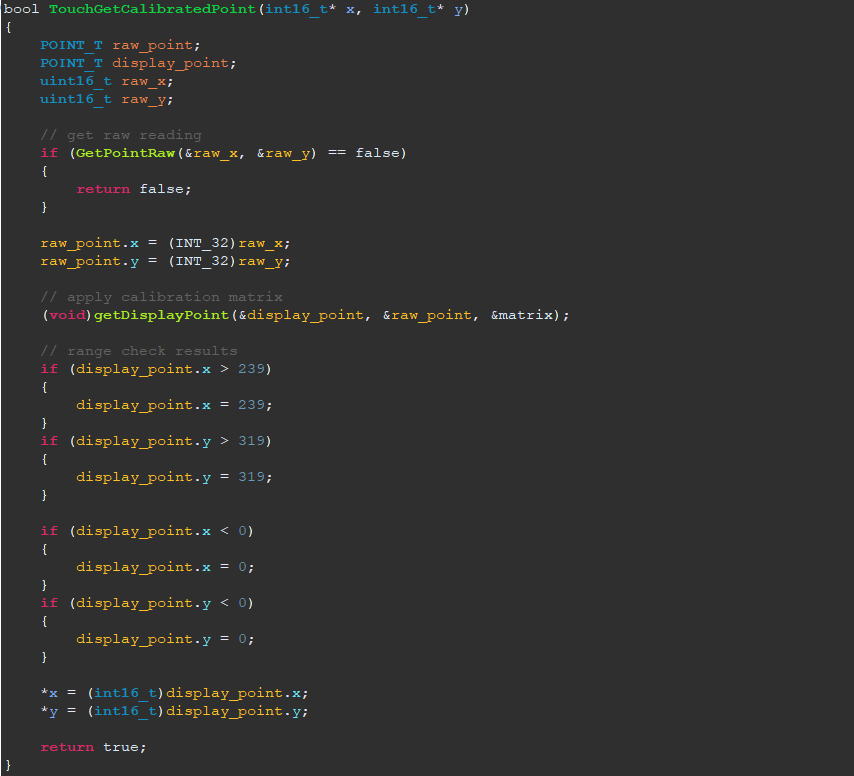 bool TouchGetCalibratedPoint(int16_t* x, int16_t* y)
{
    POINT_T raw_point;
    POINT_T display_point;
    uint16_t raw_x;
    uint16_t raw_y;

    // get raw reading
    if (GetPointRaw(&raw_x, &raw_y) == false)
    {
        return false;
    }

    raw_point.x = (INT_32)raw_x;
    raw_point.y = (INT_32)raw_y;

    // apply calibration matrix
    (void)getDisplayPoint(&display_point, &raw_point, &matrix);

    // range check results
    if (display_point.x > 239)
    {
        display_point.x = 239;
    }
    if (display_point.y > 319)
    {
        display_point.y = 319;
    }

    if (display_point.x < 0)
    {
        display_point.x = 0;
    }
    if (display_point.y < 0)
    {
        display_point.y = 0;
    }

    *x = (int16_t)display_point.x;
    *y = (int16_t)display_point.y;

    return true;
}